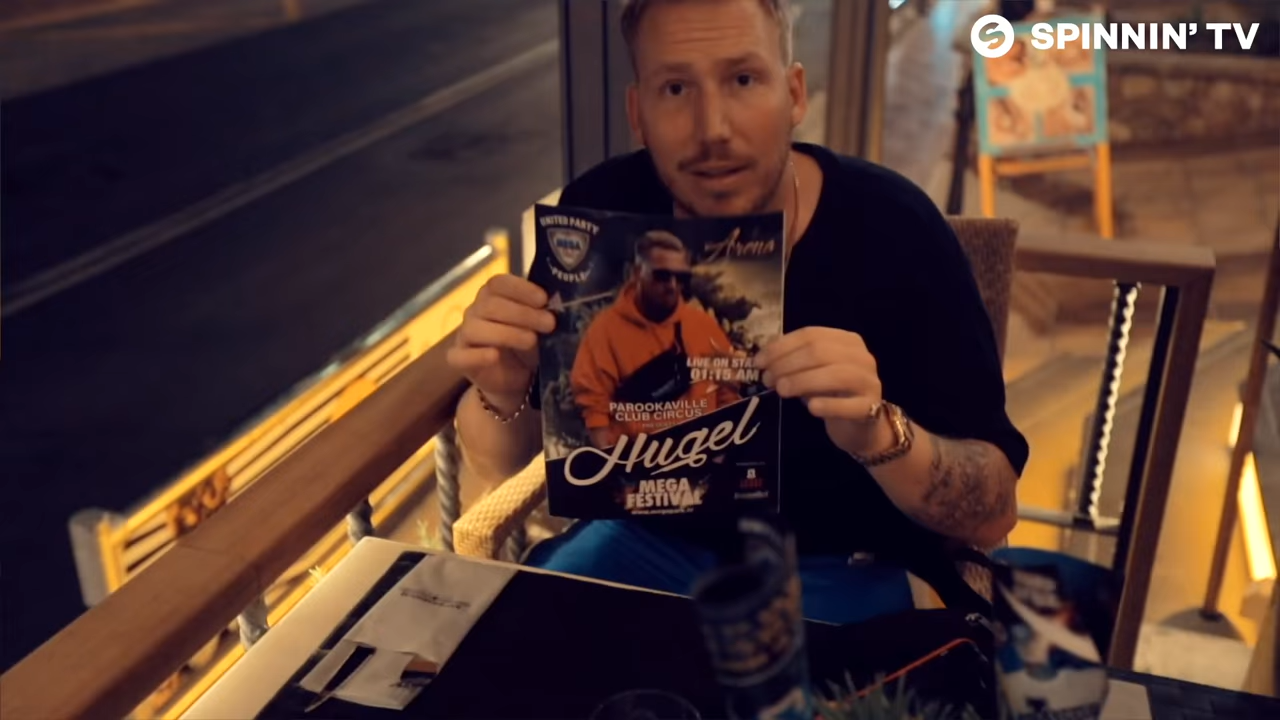 SPINNIN' TV
UNITED PARTY
MEGA
PEOPLE
Arena
LIVE ON STA
01:15 AM
PAROOKAVILLE
CLUB CIRCUS
Hugel
MEGA
FESTIVAL